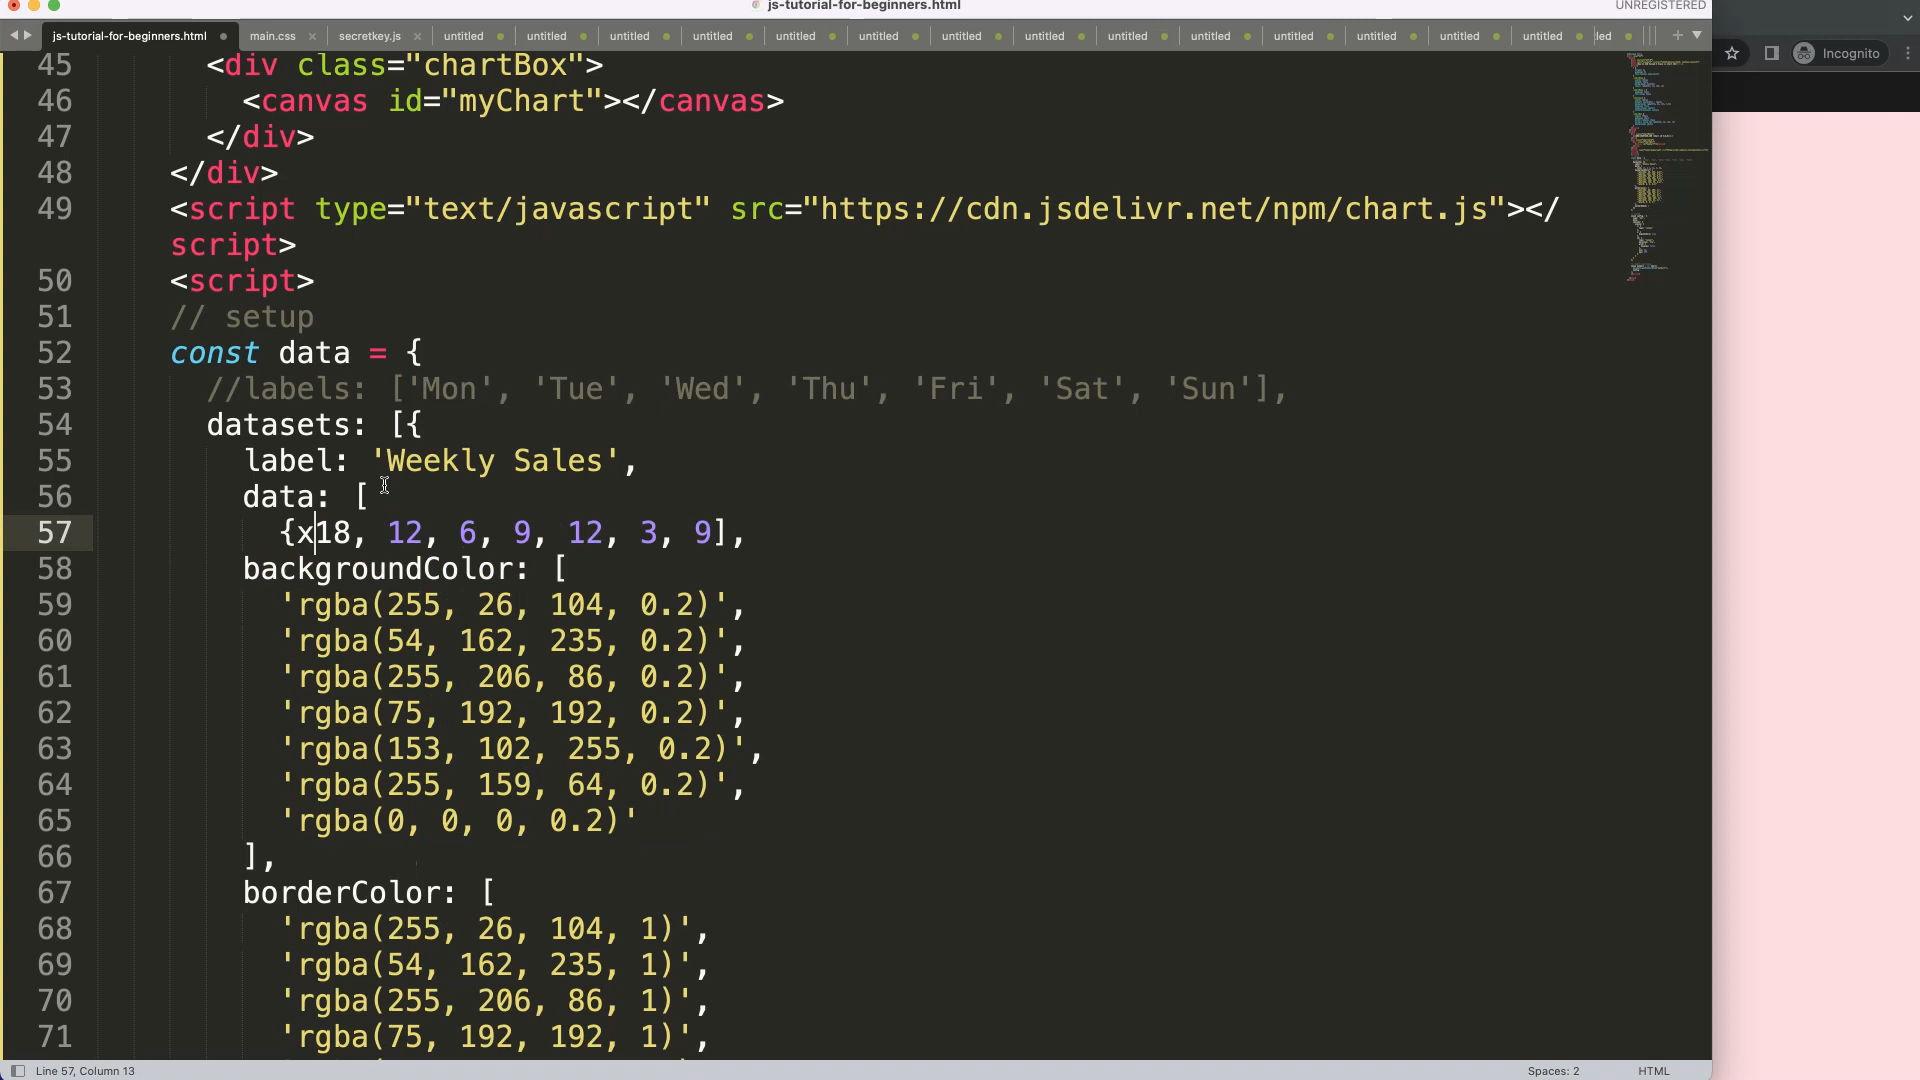 js-tutorial-for-beginners.html
UNREGISTERED
js-tutorial-for-beginners.html main.css secretkey.js untitled untitled untitled untitled untitled untitled untitled untitled untitled untitled untitled untitled untitled untitled led
Incognito
45 <div class="chartBox">
46 <canvas id="myChart"></canvas>
47 </div>
48 </div>
49 <script type="text/javascript" src="https://cdn.jsdelivr.net/npm/chart.js"></
script>
50 <script>
51 // setup
52 const data = {
53 //labels: ['Mon', 'Tue', 'Wed', 'Thu', 'Fri', 'Sat', 'Sun'],
54 datasets: [{
55 label: 'Weekly Sales',
56 data: [
57 {x18, 12, 6, 9, 12, 3, 9],
58 backgroundColor: [
59 'rgba(255, 26, 104, 0.2)',
60 'rgba(54, 162, 235, 0.2)',
61 'rgba(255, 206, 86, 0.2)',
62 'rgba(75, 192, 192, 0.2)',
63 'rgba(153, 102, 255, 0.2)',
64 'rgba(255, 159, 64, 0.2)',
65 'rgba(0, 0, 0, 0.2)'
66 ],
67 borderColor: [
68 'rgba(255, 26, 104, 1)',
69 'rgba(54, 162, 235, 1)',
70 'rgba(255, 206, 86, 1)',
71 'rgba(75, 192, 192, 1)',
Line 57, Column 13
Spaces: 2
HTML